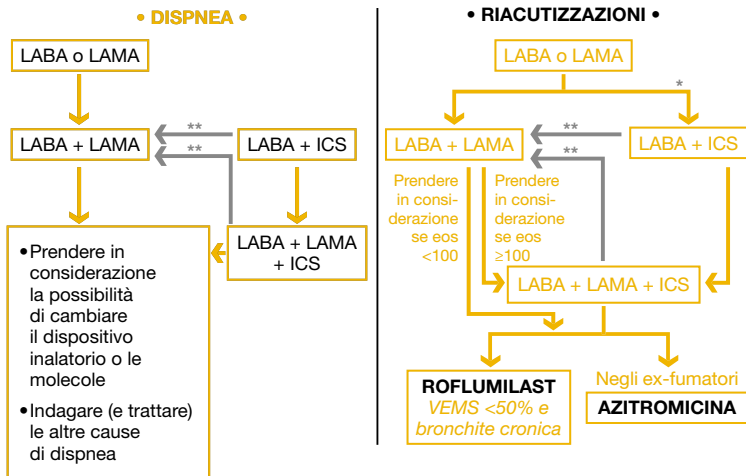 • DISPNEA •
LABA o LAMA
LABA + LAMA
**
**
LABA + ICS
LABA + LAMA
+ ICS
•Prendere in
considerazione
la possibilità
di cambiare
il dispositivo
inalatorio o le
molecole
•Indagare (e trattare)
le altre cause
di dispnea
• RIACUTIZZAZIONI •
LABA o LAMA
*
LABA + LAMA
**
**
LABA + ICS
Prendere
in consi-
derazione
se eos
<100
Prendere
in consi-
derazione
se eos
≥100
LABA + LAMA + ICS
ROFLUMILAST
VEMS <50% e
bronchite cronica
Negli ex-fumatori
AZITROMICINA